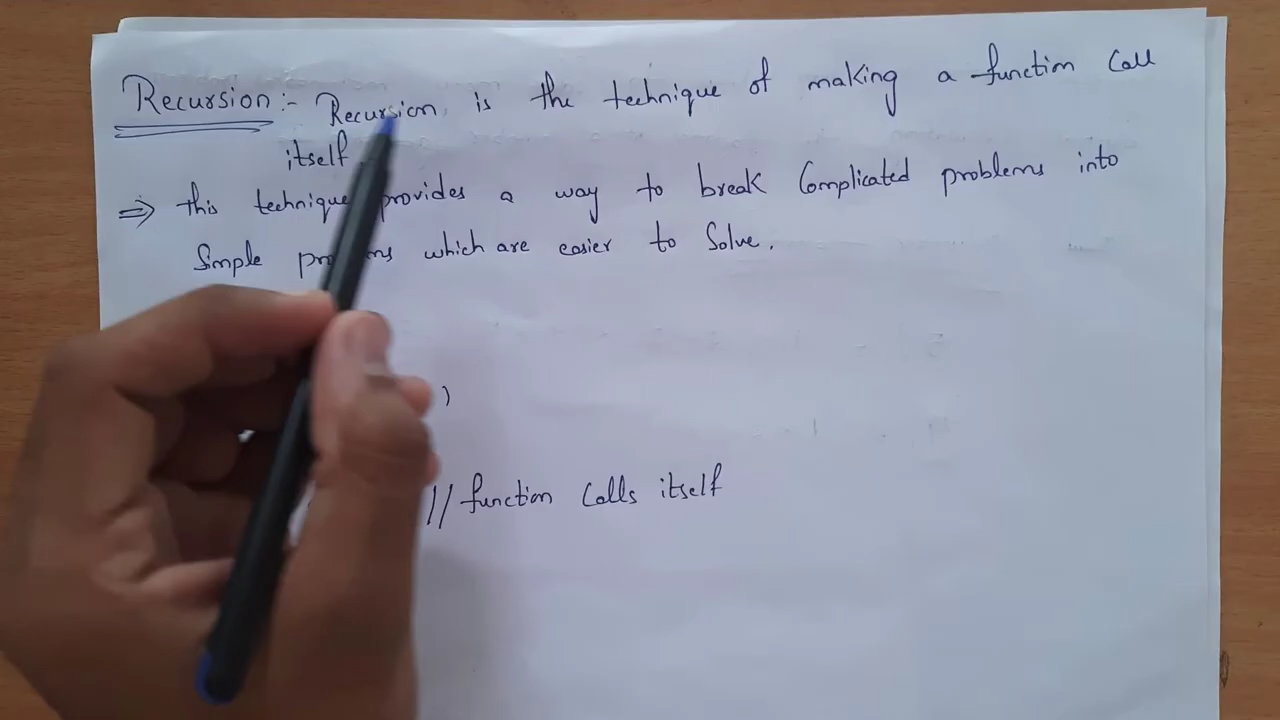 Recursion :- Recursion is the technique of making a function call
itself
⇒ this technique provides a way to break Complicated problems into
Simple which are easier to Solve.
)
// function Calls itself